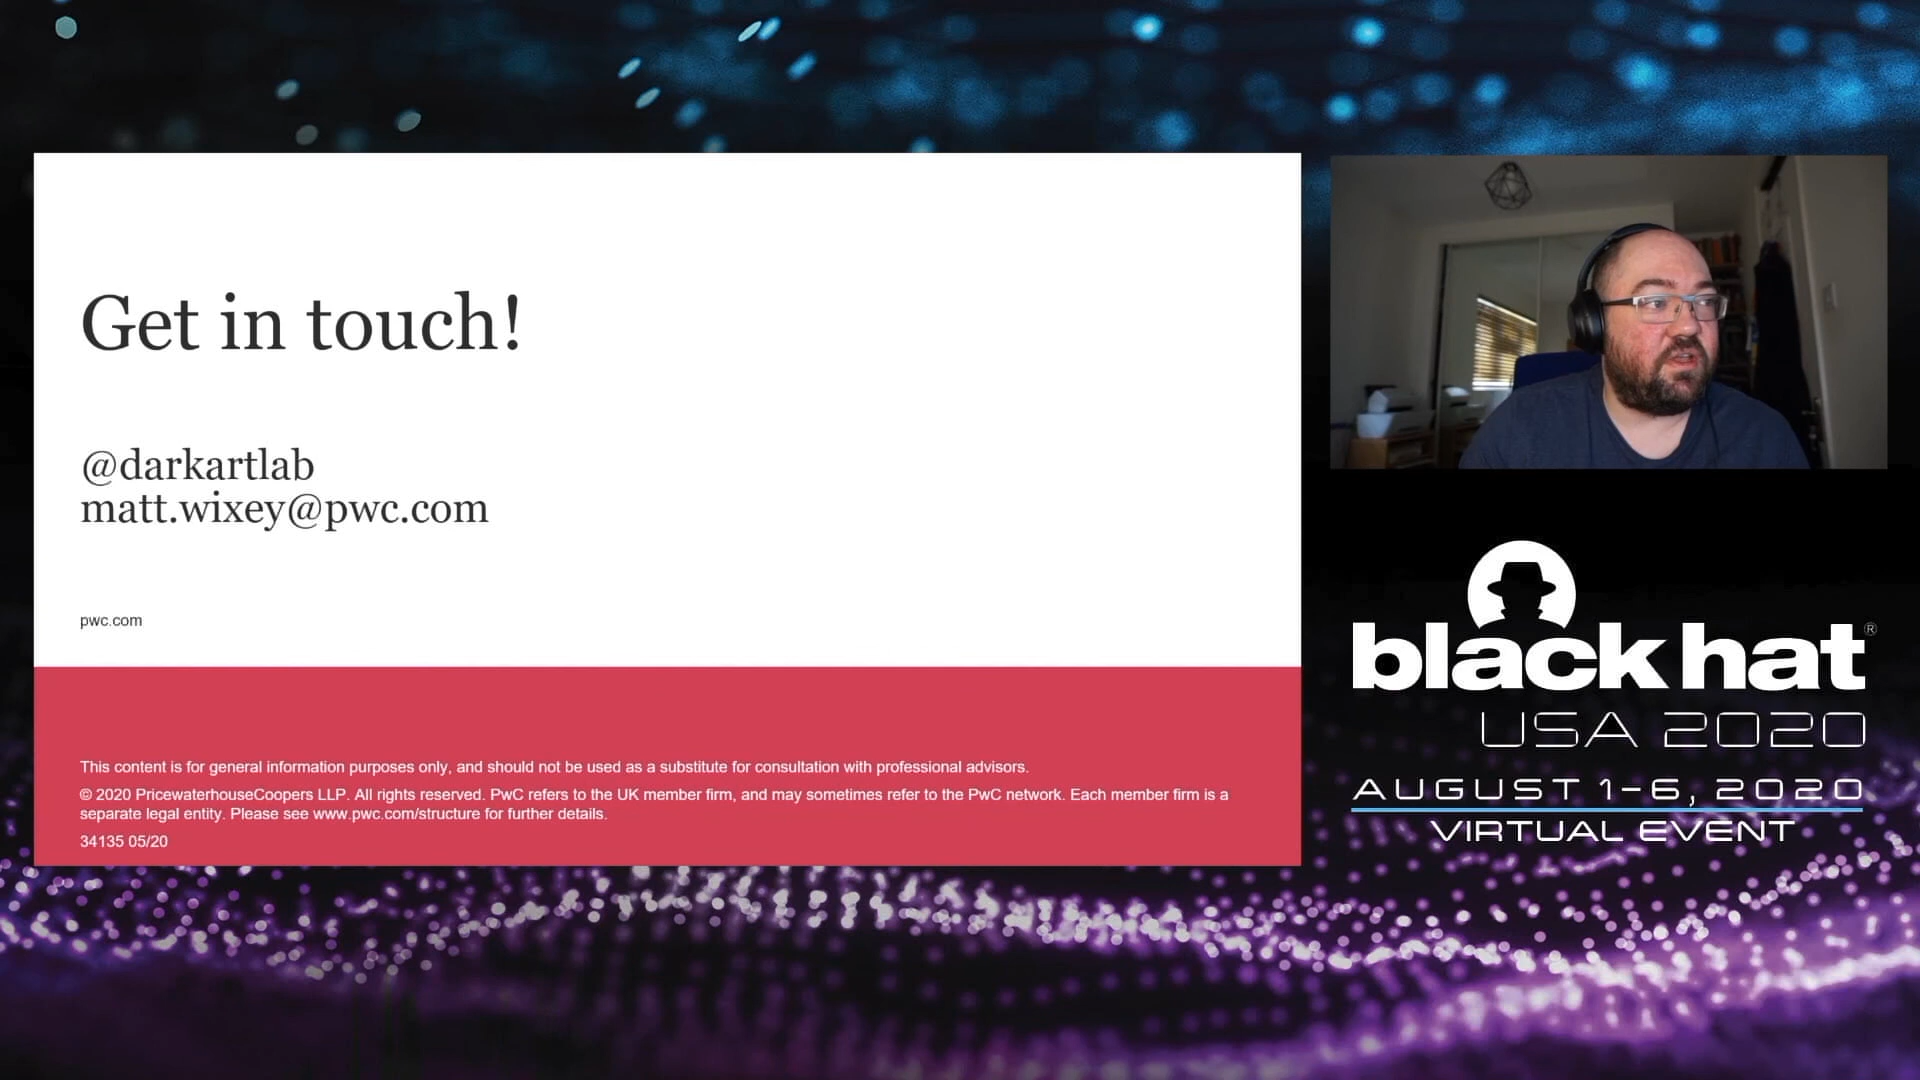 Get in touch!
@darkartlab
matt.wixey@pwc.com
pwc.com
This content is for general information purposes only, and should not be used as a substitute for consultation with professional advisors.
© 2020 PricewaterhouseCoopers LLP. All rights reserved. PwC refers to the UK member firm, and may sometimes refer to the PwC network. Each member firm is a
separate legal entity. Please see www.pwc.com/structure for further details.
34135 05/20
black hat®
USA 2020
AUGUST 1-6, 2020
VIRTUAL EVENT